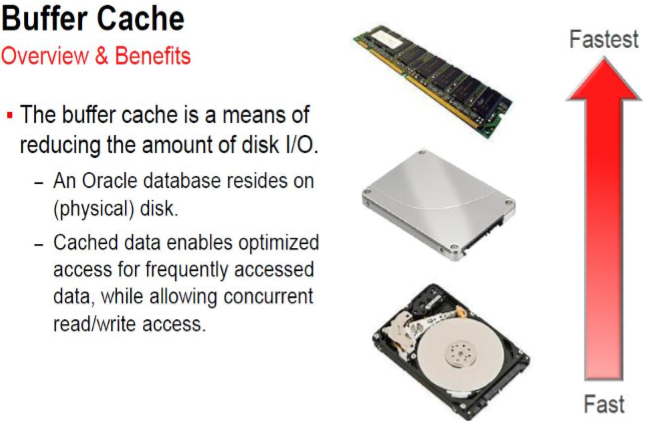 Buffer Cache
Overview & Benefits
▪ The buffer cache is a means of
reducing the amount of disk I/O.
– An Oracle database resides on
(physical) disk.
– Cached data enables optimized
access for frequently accessed
data, while allowing concurrent
read/write access.
Fastest
Fast